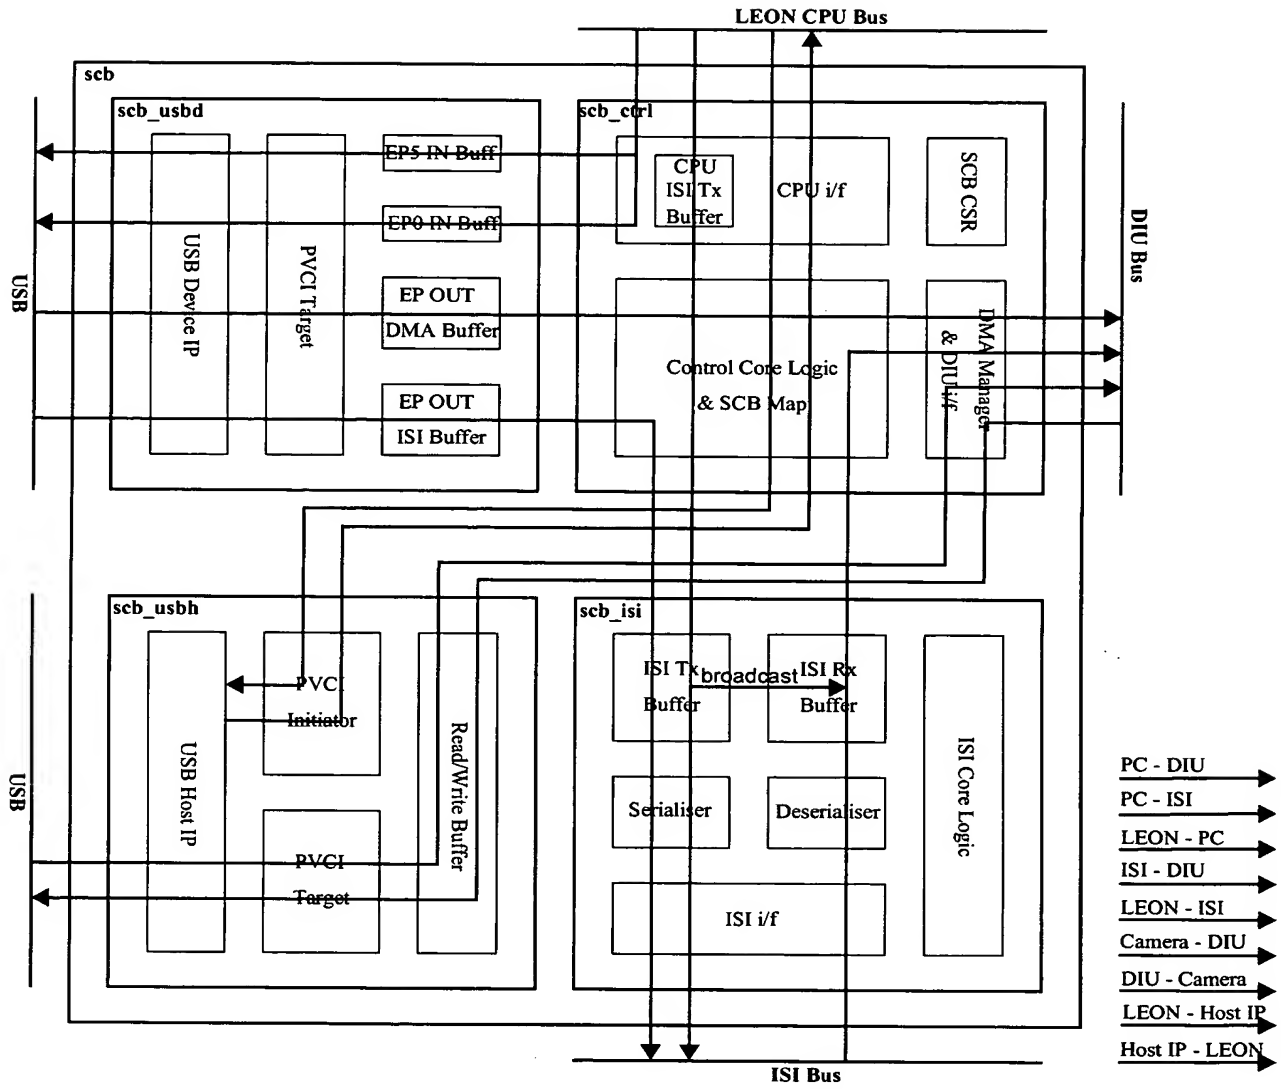 LEON CPU Bus
scb
scb_usbd
scb_ctrl
EP5 IN Buff
EP0 IN Buff
EP OUT
DMA Buffer
EP OUT
ISI Buffer
USB Device IP
PVCI Target
USB
CPU
ISI Tx
Buffer
CPU i/f
SCB CSR
Control Core Logic
& SCB Map
DMA Manager
& DIU i/f
DIU Bus
scb_usbh
scb_isi
PVCI
Initiator
USB Host IP
PVCI
Target
Read/Write Buffer
USB
ISI Tx
Buffer
broadcast
ISI Rx
Buffer
Serialiser
Deserialiser
ISI i/f
ISI Core Logic
ISI Bus
PC - DIU
PC - ISI
LEON - PC
ISI - DIU
LEON - ISI
Camera - DIU
DIU - Camera
LEON - Host IP
Host IP - LEON